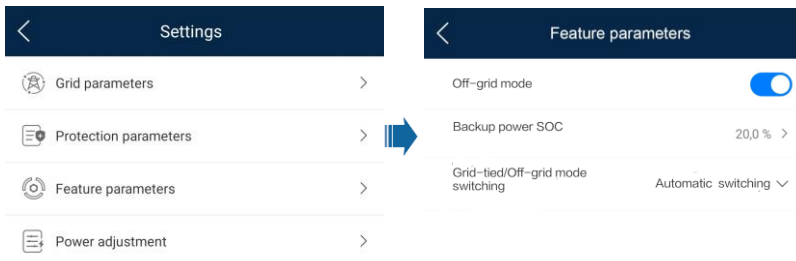 Settings
Grid parameters
Protection parameters
Feature parameters
Power adjustment
Feature parameters
Off-grid mode
Backup power SOC
20,0 %
Grid-tied/Off-grid mode
switching
Automatic switching